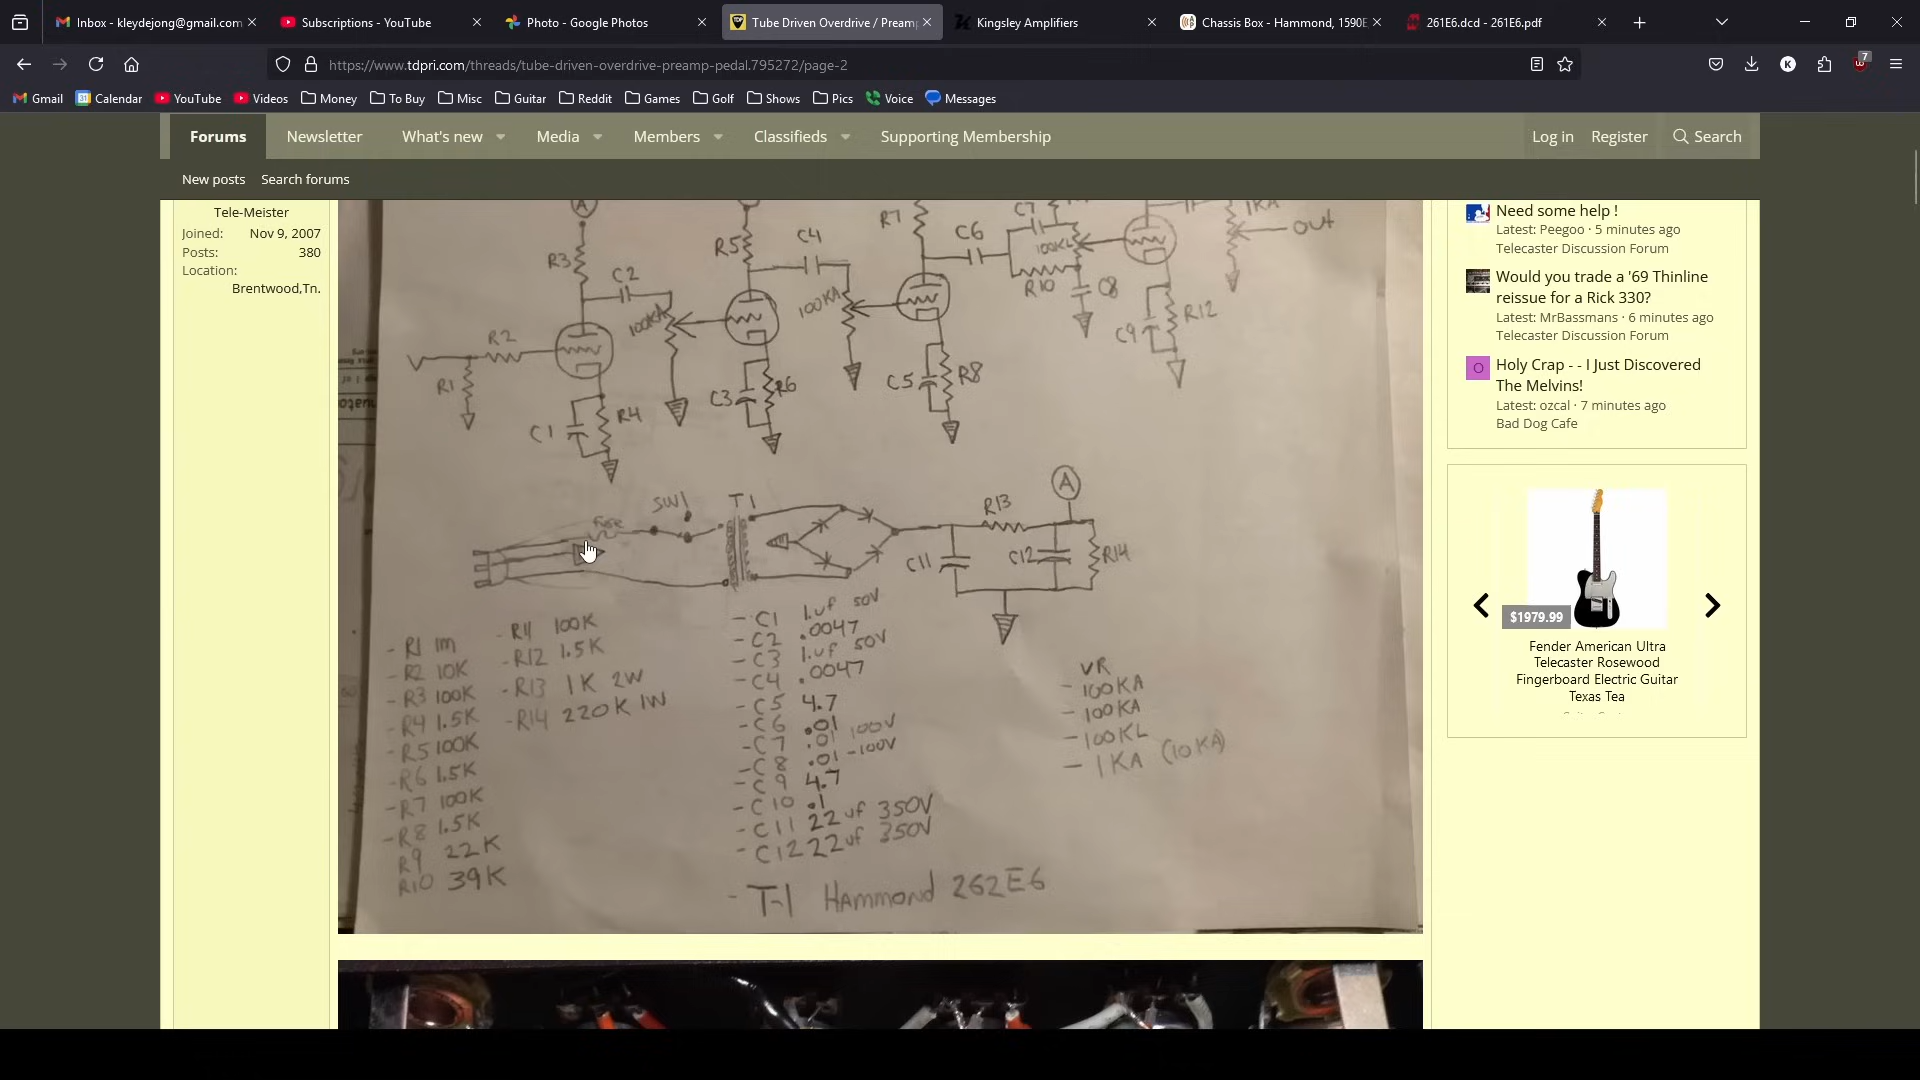 Inbox - kleydejong@gmail.com
Subscriptions - YouTube
Photo - Google Photos
Tube Driven Overdrive / Preamp
Kingsley Amplifiers
Chassis Box - Hammond, 1590E
261E6.dcd - 261E6.pdf
https://www.tdpri.com/threads/tube-driven-overdrive-preamp-pedal.795272/page-2
K
7
Gmail
Calendar
YouTube
Videos
Money
To Buy
Misc
Guitar
Reddit
Games
Golf
Shows
Pics
Voice
Messages
Forums
Newsletter
What's new
Media
Members
Classifieds
Supporting Membership
Log in
Register
Search
New posts
Search forums
Tele-Meister
Joined: Nov 9, 2007
Posts: 380
Location:
Brentwood,Tn.
A
R3
C2
100KA
R2
R1
C1
R4
R5
C4
100KA
C3
R6
R7
C6
C7
100KL
R10
C8
C5
R8
1KA
OUT
C9
R12
Fuse
SW1
T1
R13
A
C11
C12
R14
- R1 1m
- R2 10K
- R3 100K
- R4 1.5K
- R5 100K
- R6 1.5K
- R7 100K
- R8 1.5K
R9 22K
R10 39K
- R11 100K
- R12 1.5K
- R13 1K 2W
- R14 220K 1W
- C1 1.uf 50V
- C2 .0047
- C3 1.uf 50V
- C4 .0047
- C5 4.7
- C6 .01
- C7 .01 100V
- C8 .01 -100V
- C9 4.7
- C10 .1
- C11 22uf 350V
- C12 22uf 350V
VR
- 100KA
- 100KA
- 100KL
- 1KA (10KA)
- T-1 Hammond 262E6
Need some help !
Latest: Peegoo · 5 minutes ago
Telecaster Discussion Forum
Would you trade a '69 Thinline
reissue for a Rick 330?
Latest: MrBassmans · 6 minutes ago
Telecaster Discussion Forum
O
Holy Crap - - I Just Discovered
The Melvins!
Latest: ozcal · 7 minutes ago
Bad Dog Cafe
$1979.99
Fender American Ultra
Telecaster Rosewood
Fingerboard Electric Guitar
Texas Tea